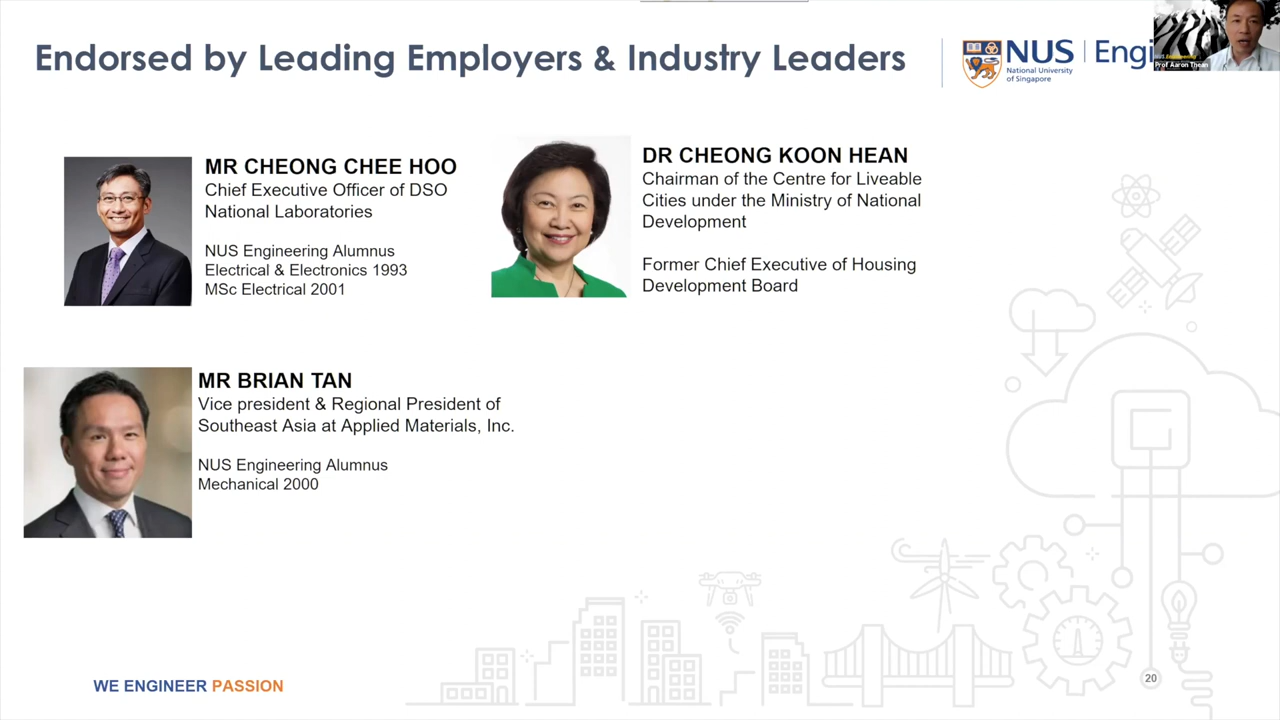 Endorsed by Leading Employers & Industry Leaders
NUS
National University
of Singapore
Engi
Prof Aaron Thean
MR CHEONG CHEE HOO
Chief Executive Officer of DSO
National Laboratories
NUS Engineering Alumnus
Electrical & Electronics 1993
MSc Electrical 2001
DR CHEONG KOON HEAN
Chairman of the Centre for Liveable
Cities under the Ministry of National
Development
Former Chief Executive of Housing
Development Board
MR BRIAN TAN
Vice president & Regional President of
Southeast Asia at Applied Materials, Inc.
NUS Engineering Alumnus
Mechanical 2000
WE ENGINEER PASSION
20